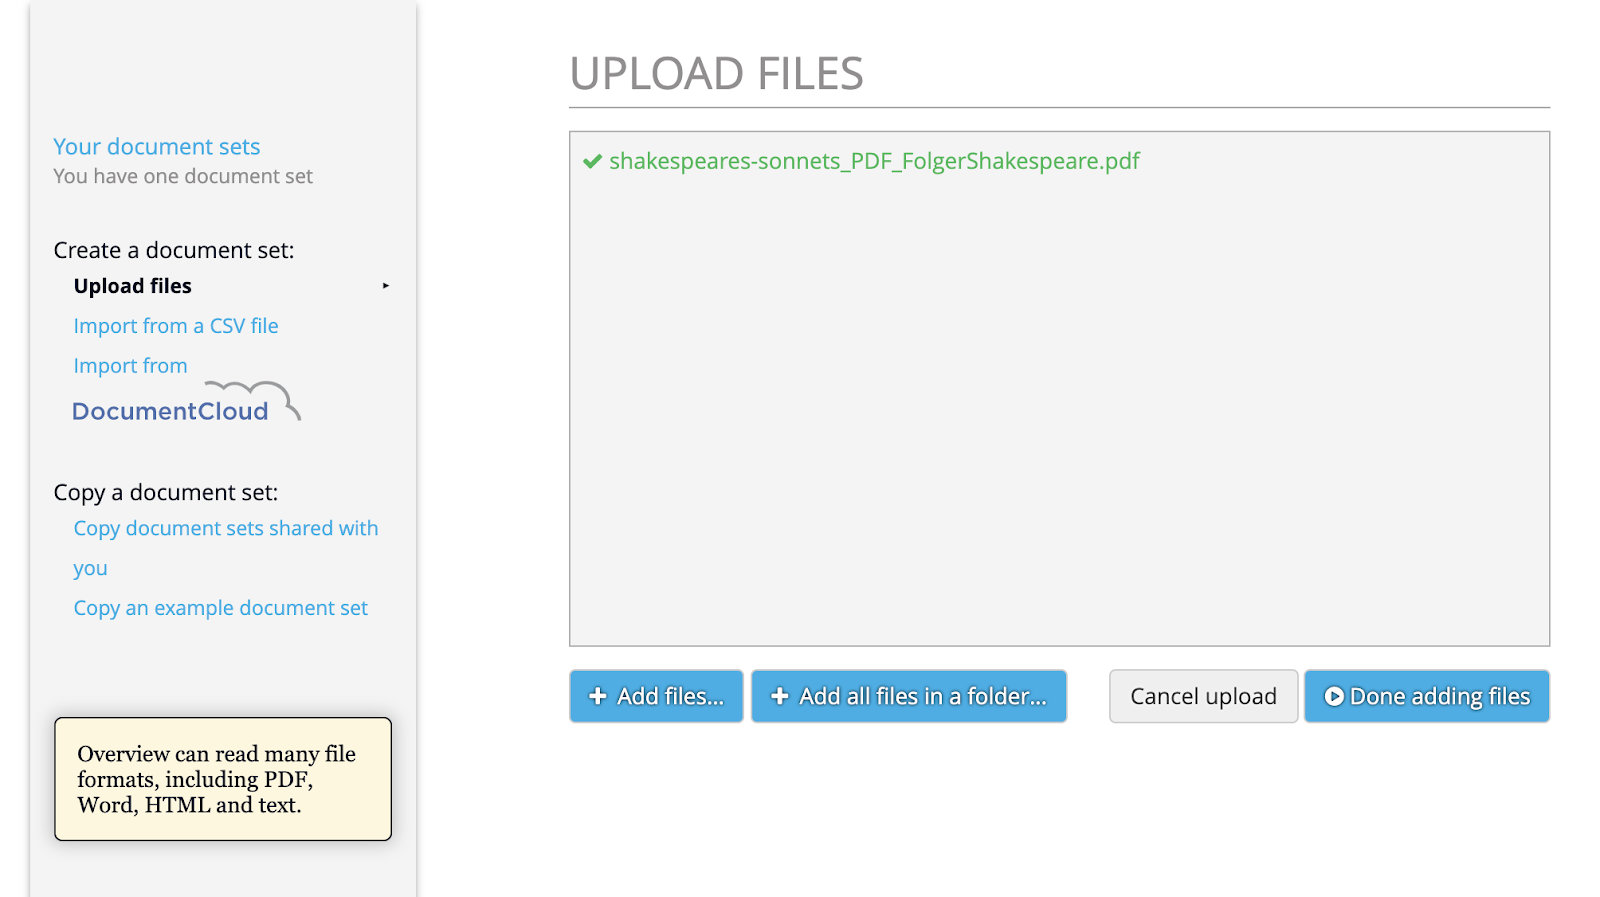 Your document sets
You have one document set
Create a document set:
Upload files
Import from a CSV file
Import from
DocumentCloud
Copy a document set:
Copy document sets shared with
you
Copy an example document set
Overview can read many file
formats, including PDF,
Word, HTML and text.
UPLOAD FILES
shakespeares-sonnets_PDF_FolgerShakespeare.pdf
Add files...
Add all files in a folder...
Cancel upload
Done adding files